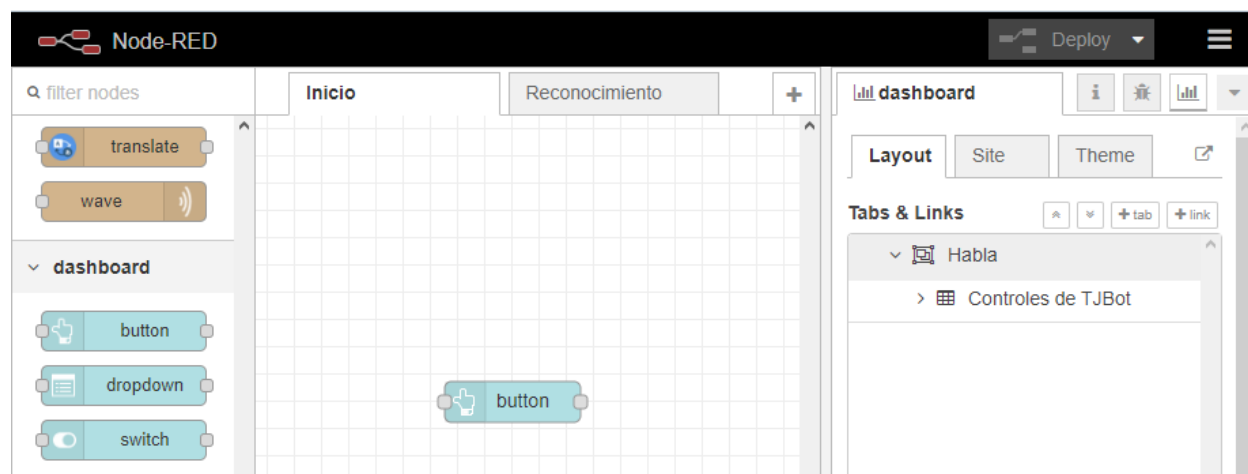 Node-RED
Deploy
filter nodes
Inicio
Reconocimiento
dashboard
i
translate
wave
dashboard
button
dropdown
switch
button
Layout
Site
Theme
Tabs & Links
+ tab
+ link
Habla
Controles de TJBot